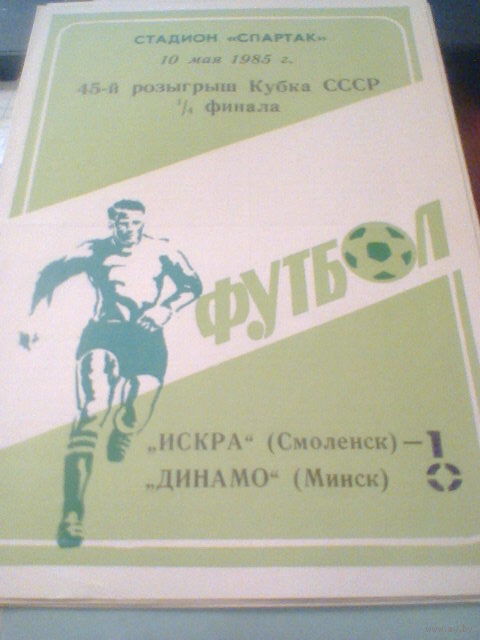 СТАДИОН «СПАРТАК»
10 мая 1985 г.
45-й розыгрыш Кубка СССР
1/4 финала
ФУТБОЛ
„ИСКРА“ (Смоленск) — 1
„ДИНАМО“ (Минск) 0